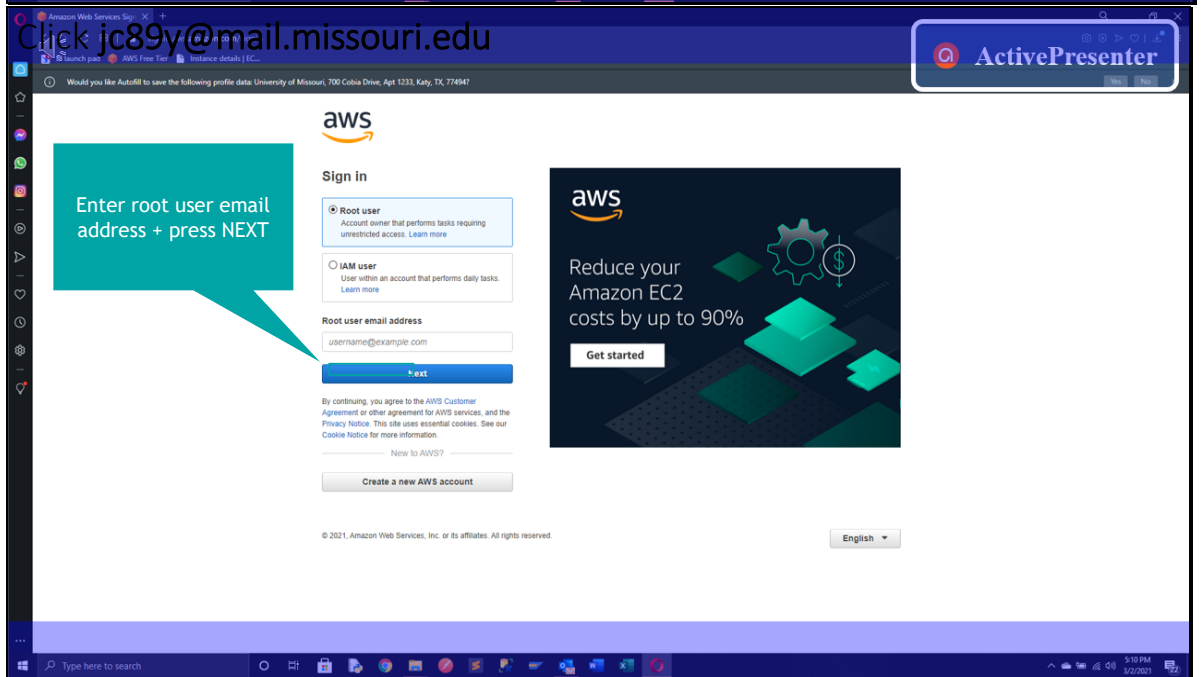 Amazon Web Services Sign
Click jc89y@mail.missouri.edu
launch pad
AWS Free Tier
Instance details | EC...
ActivePresenter
Would you like Autofill to save the following profile data: University of Missouri, 700 Cobia Drive, Apt 1233, Katy, TX, 77494?
Yes
No
aws
Sign in
Enter root user email
address + press NEXT
Root user
Account owner that performs tasks requiring
unrestricted access. Learn more
IAM user
User within an account that performs daily tasks.
Learn more
Root user email address
username@example.com
Next
By continuing, you agree to the AWS Customer
Agreement or other agreement for AWS services, and the
Privacy Notice. This site uses essential cookies. See our
Cookie Notice for more information.
New to AWS?
Create a new AWS account
aws
Reduce your
Amazon EC2
costs by up to 90%
Get started
© 2021, Amazon Web Services, Inc. or its affiliates. All rights reserved.
English
Type here to search
5:10 PM
3/2/2021
22